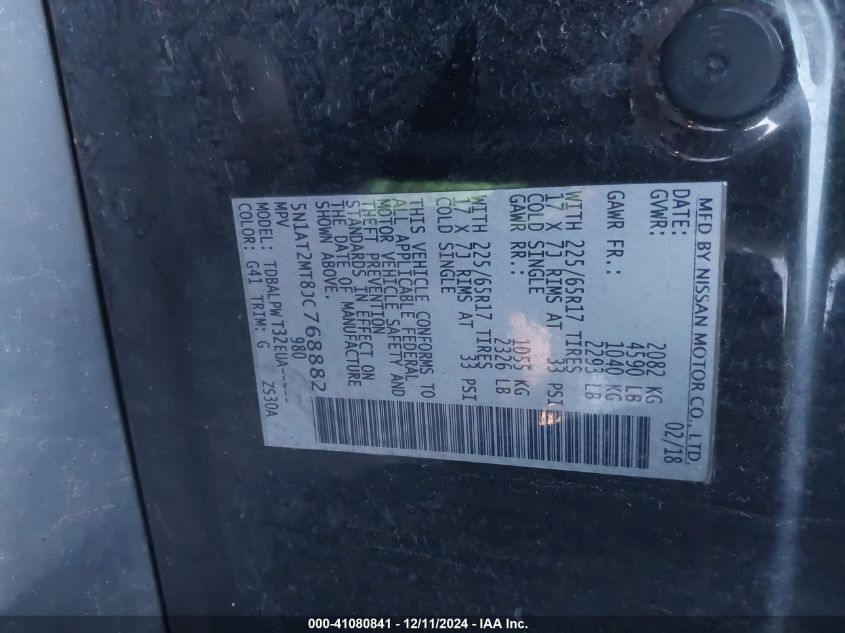 MFD BY NISSAN MOTOR CO., LTD.
DATE: 02/18
GVWR: 2082 KG
4590 LB
GAWR FR.: 1040 KG
2293 LB
WITH 225/65R17 TIRES
17 X 7J RIMS AT 33 PSI
COLD SINGLE
GAWR RR.: 1055 KG
2326 LB
WITH 225/65R17 TIRES
17 X 7J RIMS AT 33 PSI
COLD SINGLE
THIS VEHICLE CONFORMS TO
ALL APPLICABLE FEDERAL
MOTOR VEHICLE SAFETY AND
THEFT PREVENTION
STANDARDS IN EFFECT ON
THE DATE OF MANUFACTURE
SHOWN ABOVE.
5N1AT2MT8JC768882
MPV 980
MODEL: TDBALPWT32EUA-----
COLOR: G41 TRIM: G ZS30A
000-41080841 - 12/11/2024 - IAA Inc.